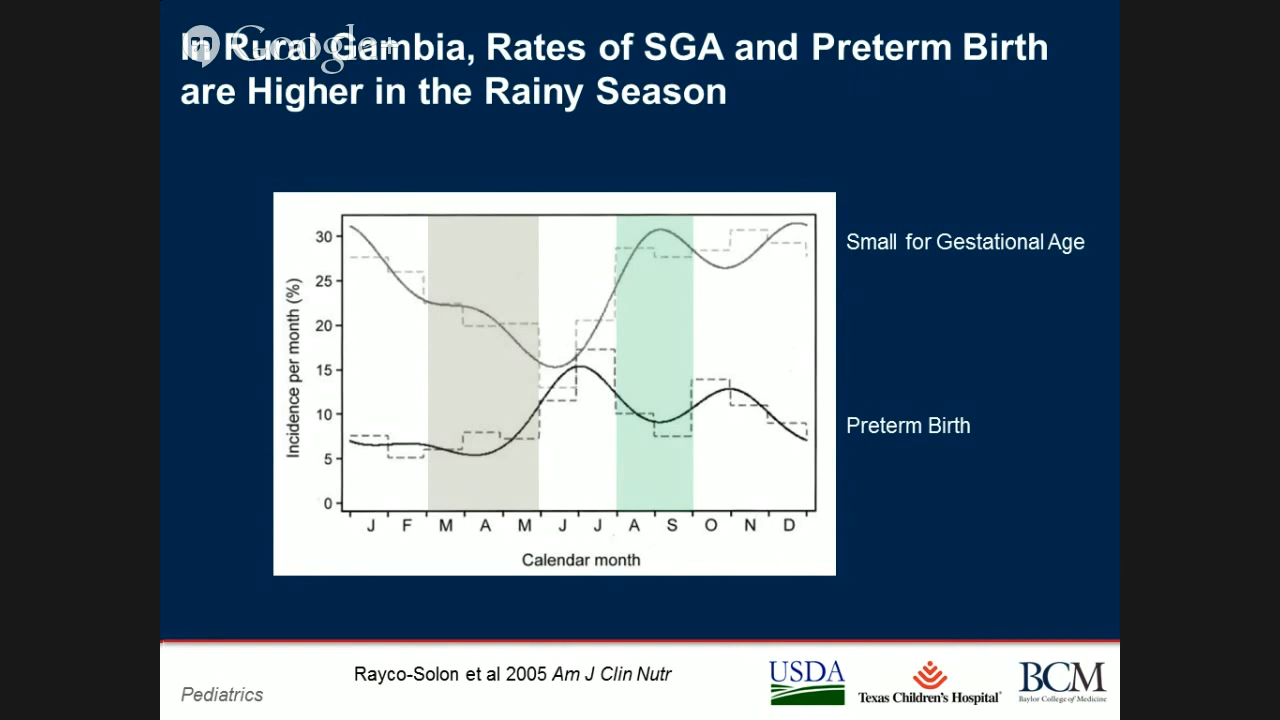 In Rural Gambia, Rates of SGA and Preterm Birth
are Higher in the Rainy Season
Google+
Small for Gestational Age
Preterm Birth
Incidence per month (%)
30
25
20
15
10
5
0
J F M A M J J A S O N D
Calendar month
Rayco-Solon et al 2005 Am J Clin Nutr
Pediatrics
USDA
Texas Children's Hospital
BCM
Baylor College of Medicine